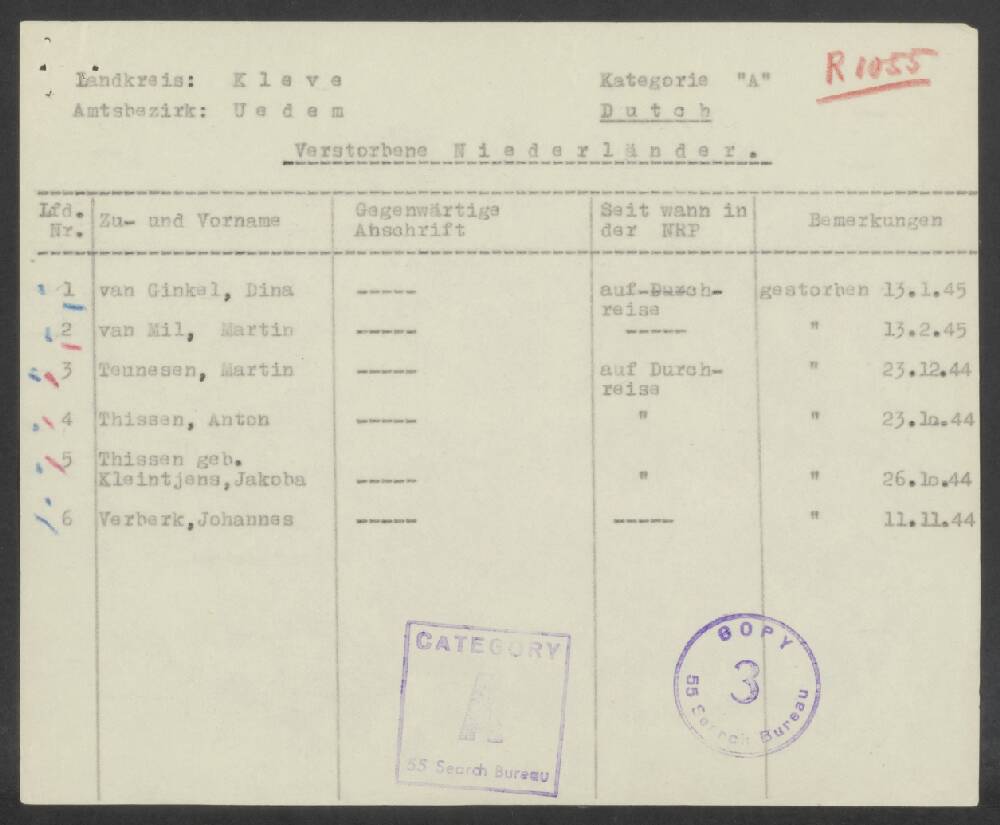 Landkreis: K l e v e
Kategorie "A"
R 1055
Amtsbezirk: U e d e m
D u t c h
Verstorbene N i e d e r l ä n d e r .
Lfd. Nr.
Zu- und Vorname
Gegenwärtige Abschrift
Seit wann in der NRP
Bemerkungen
1 van Ginkel, Dina ---- auf Durch-reise gestorben 13.1.45
2 van Mil, Martin ---- ---- " 13.2.45
3 Teunesen, Martin ---- auf Durch-reise " 23.12.44
4 Thissen, Anton ---- " " 23.10.44
5 Thissen geb.
Kleintjens,Jakoba ---- " " 26.10.44
6 Verberk,Johannes ---- ---- " 11.11.44
CATEGORY
A
55 Search Bureau
COPY
3
55 Search Bureau